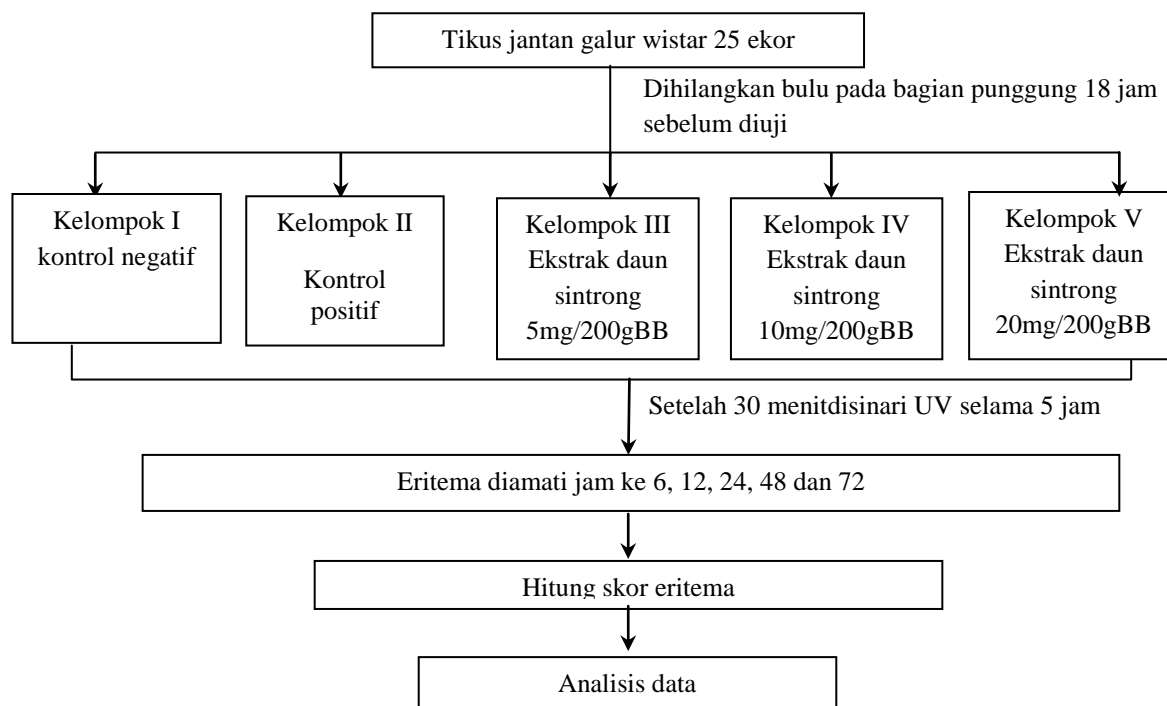 Tikus jantan galur wistar 25 ekor
Dihilangkan bulu pada bagian punggung 18 jam
sebelum diuji
Kelompok I
kontrol negatif
Kelompok II
Kontrol
positif
Kelompok III
Ekstrak daun
sintrong
5mg/200gBB
Kelompok IV
Ekstrak daun
sintrong
10mg/200gBB
Kelompok V
Ekstrak daun
sintrong
20mg/200gBB
Setelah 30 menitdisinari UV selama 5 jam
Eritema diamati jam ke 6, 12, 24, 48 dan 72
Hitung skor eritema
Analisis data